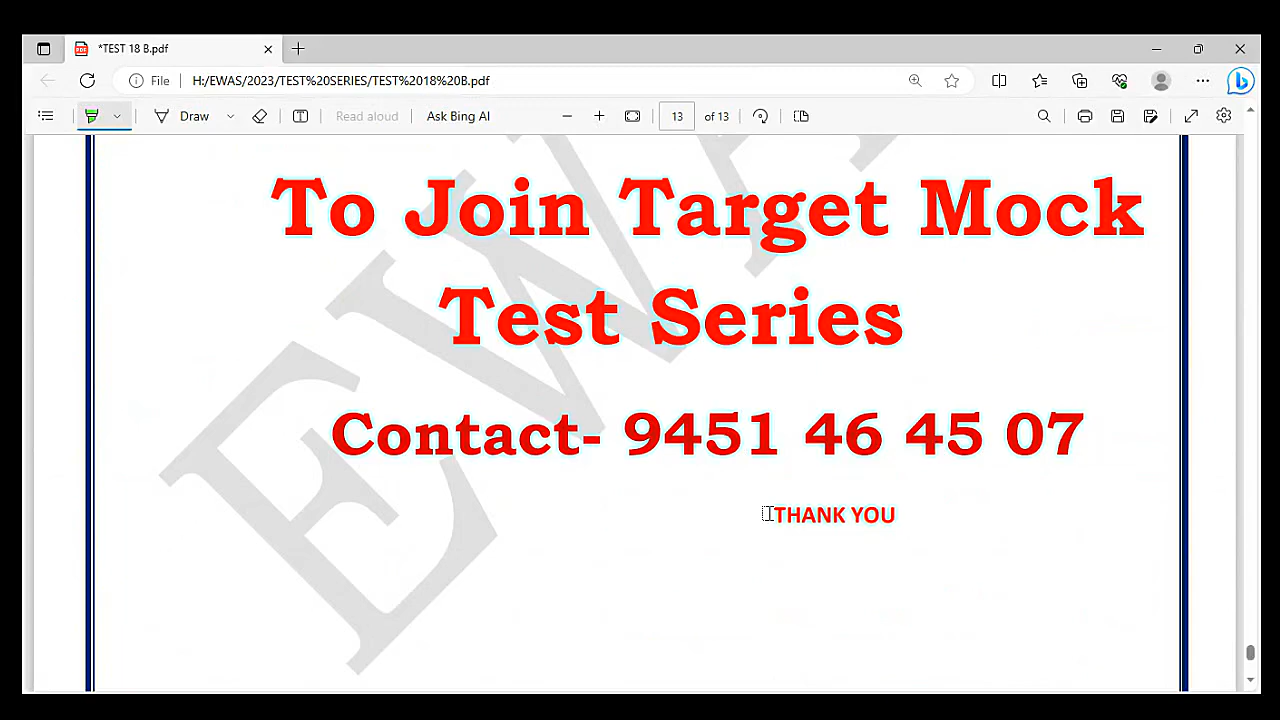 *TEST 18 B.pdf
File
H:/EWAS/2023/TEST%20SERIES/TEST%2018%20B.pdf
Draw
Read aloud
Ask Bing AI
13
of 13
To Join Target Mock
Test Series
Contact- 9451 46 45 07
THANK YOU
EWA